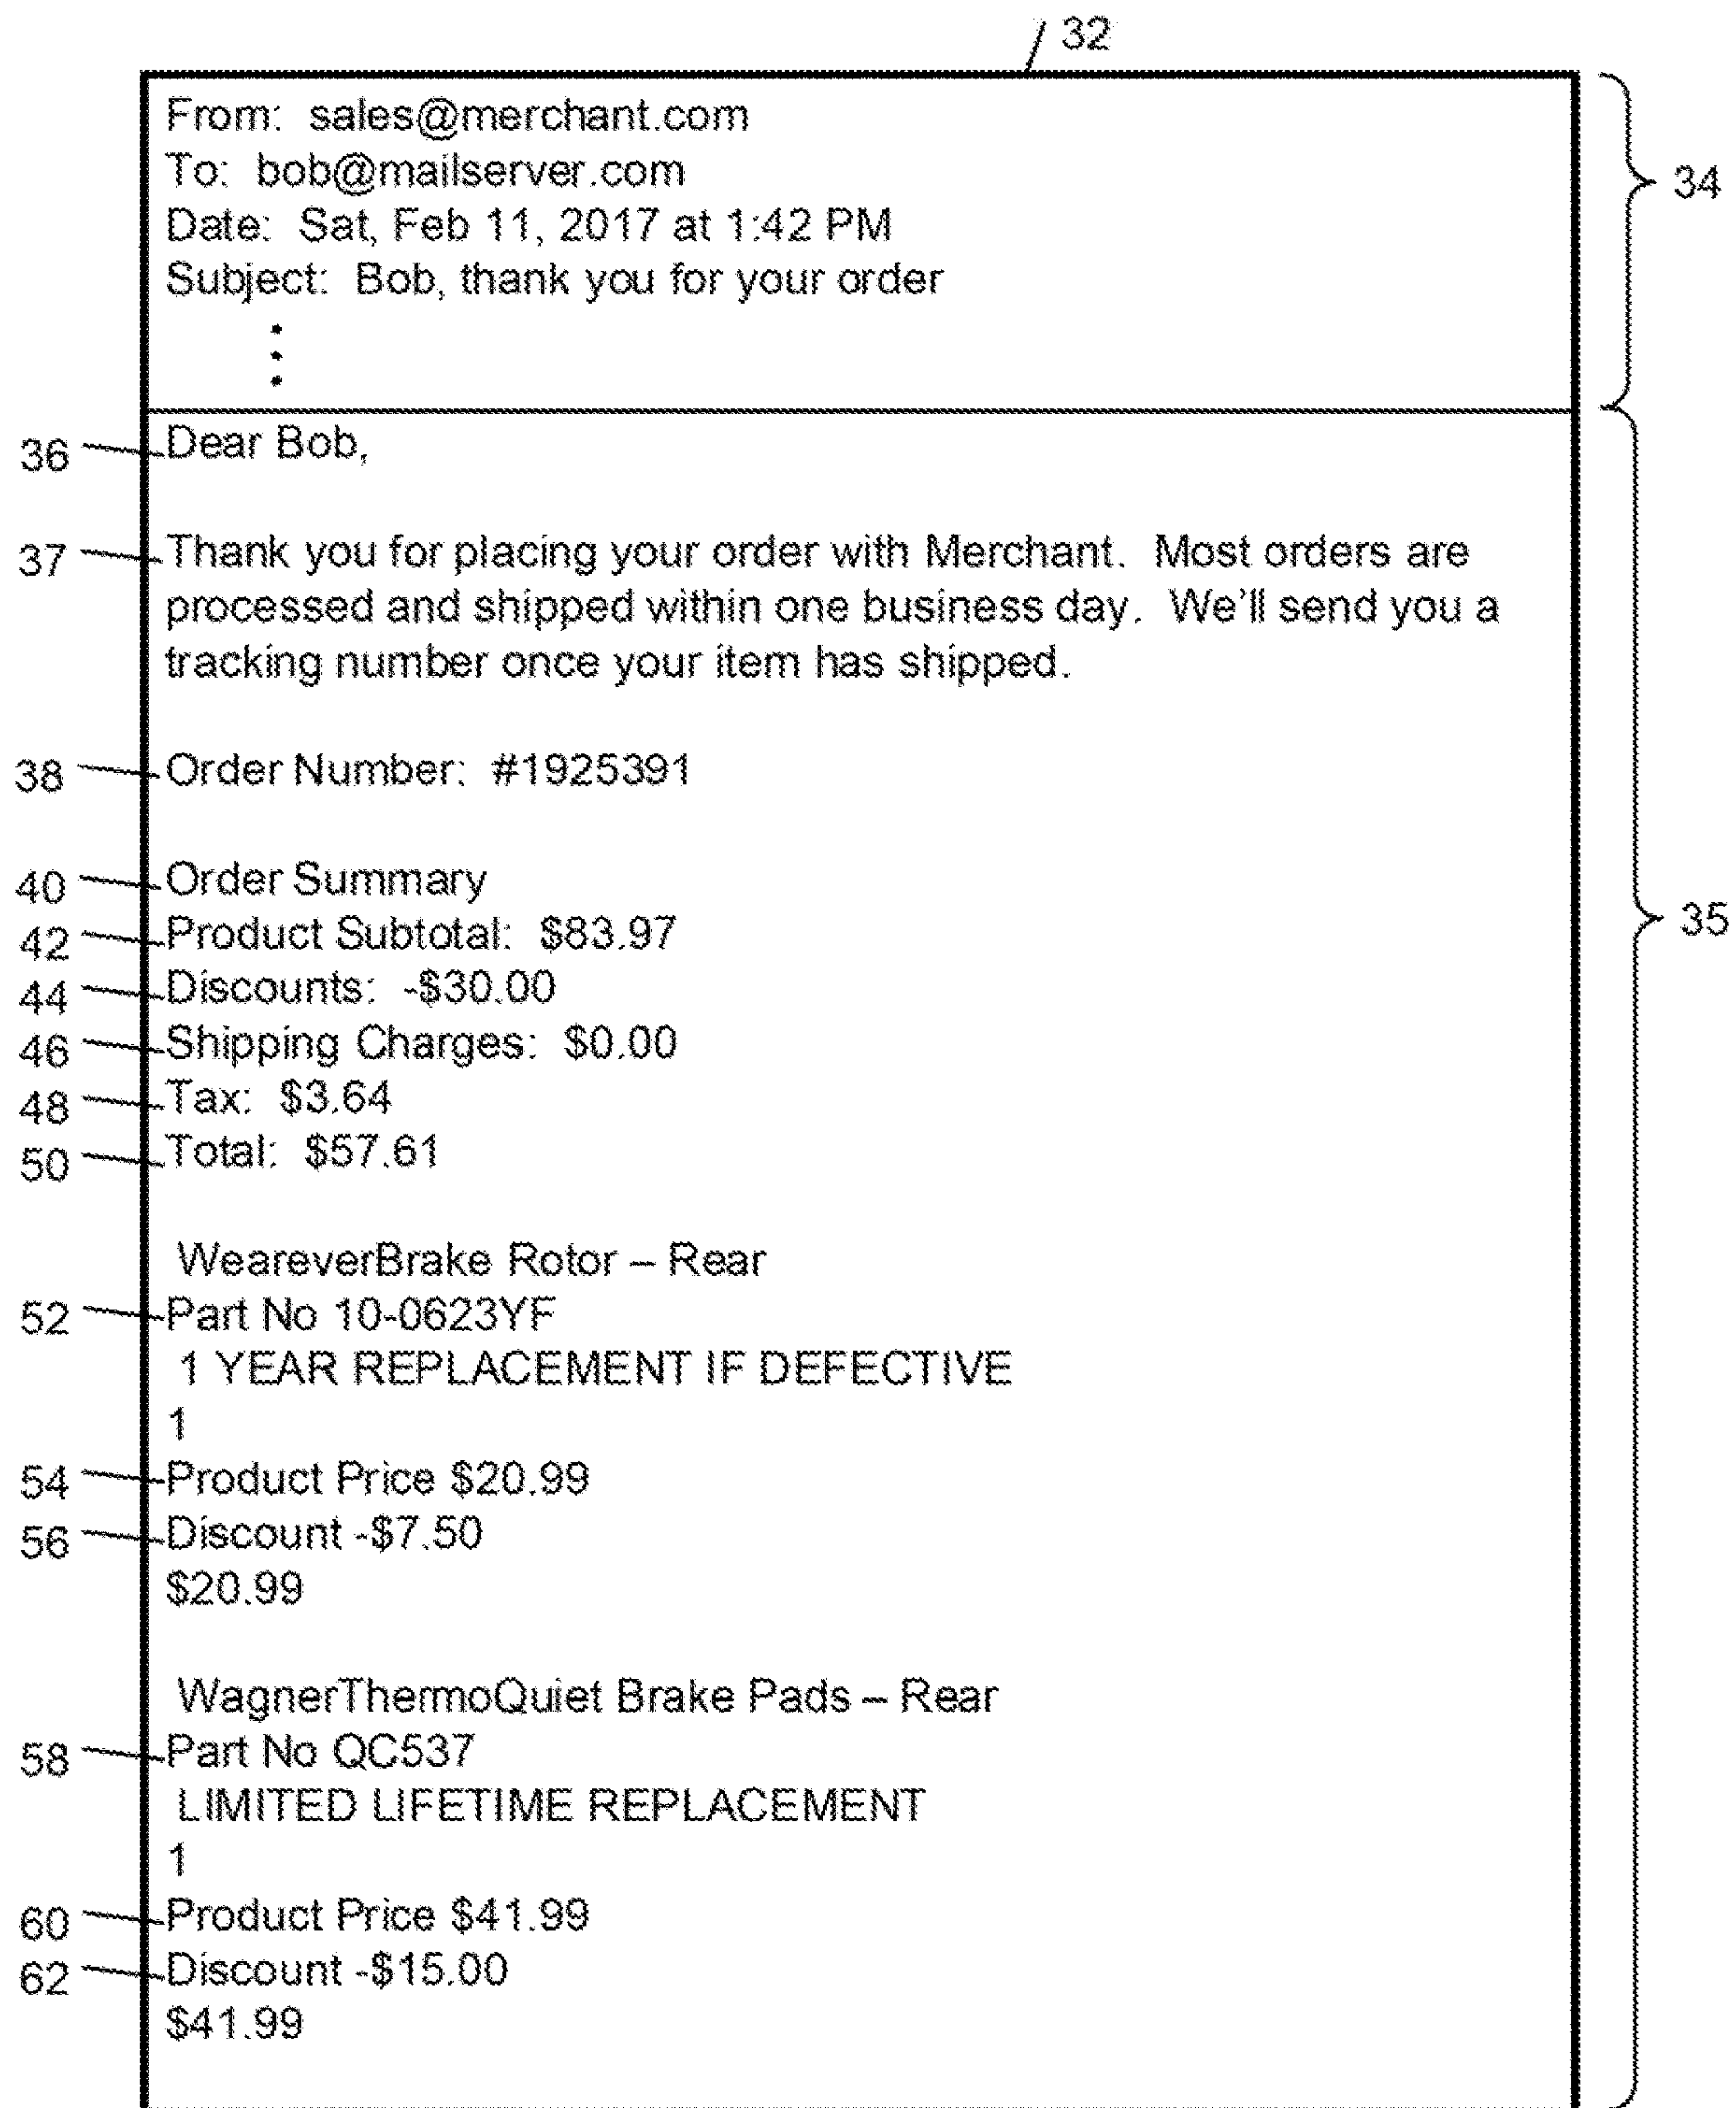 32
From: sales@merchant.com
To: bob@mailserver.com
34
Date: Sat, Feb 11, 2017 at 1:42 PM
Subject: Bob, thank you for your order
36 Dear Bob,
37 Thank you for placing your order with Merchant. Most orders are
processed and shipped within one business day. We'll send you a
tracking number once your item has shipped.
38 Order Number: #1925391
40 Order Summary
35
42 Product Subtotal: $83.97
44 Discounts: -$30.00
46 Shipping Charges: $0.00
48 Tax: $3.64
50 Total: $57.61
WeareverBrake Rotor – Rear
52 Part No 10-0623YF
1 YEAR REPLACEMENT IF DEFECTIVE
1
54 Product Price $20.99
56 Discount -$7.50
$20.99
WagnerThermoQuiet Brake Pads – Rear
58 Part No QC537
LIMITED LIFETIME REPLACEMENT
1
60 Product Price $41.99
62 Discount -$15.00
$41.99